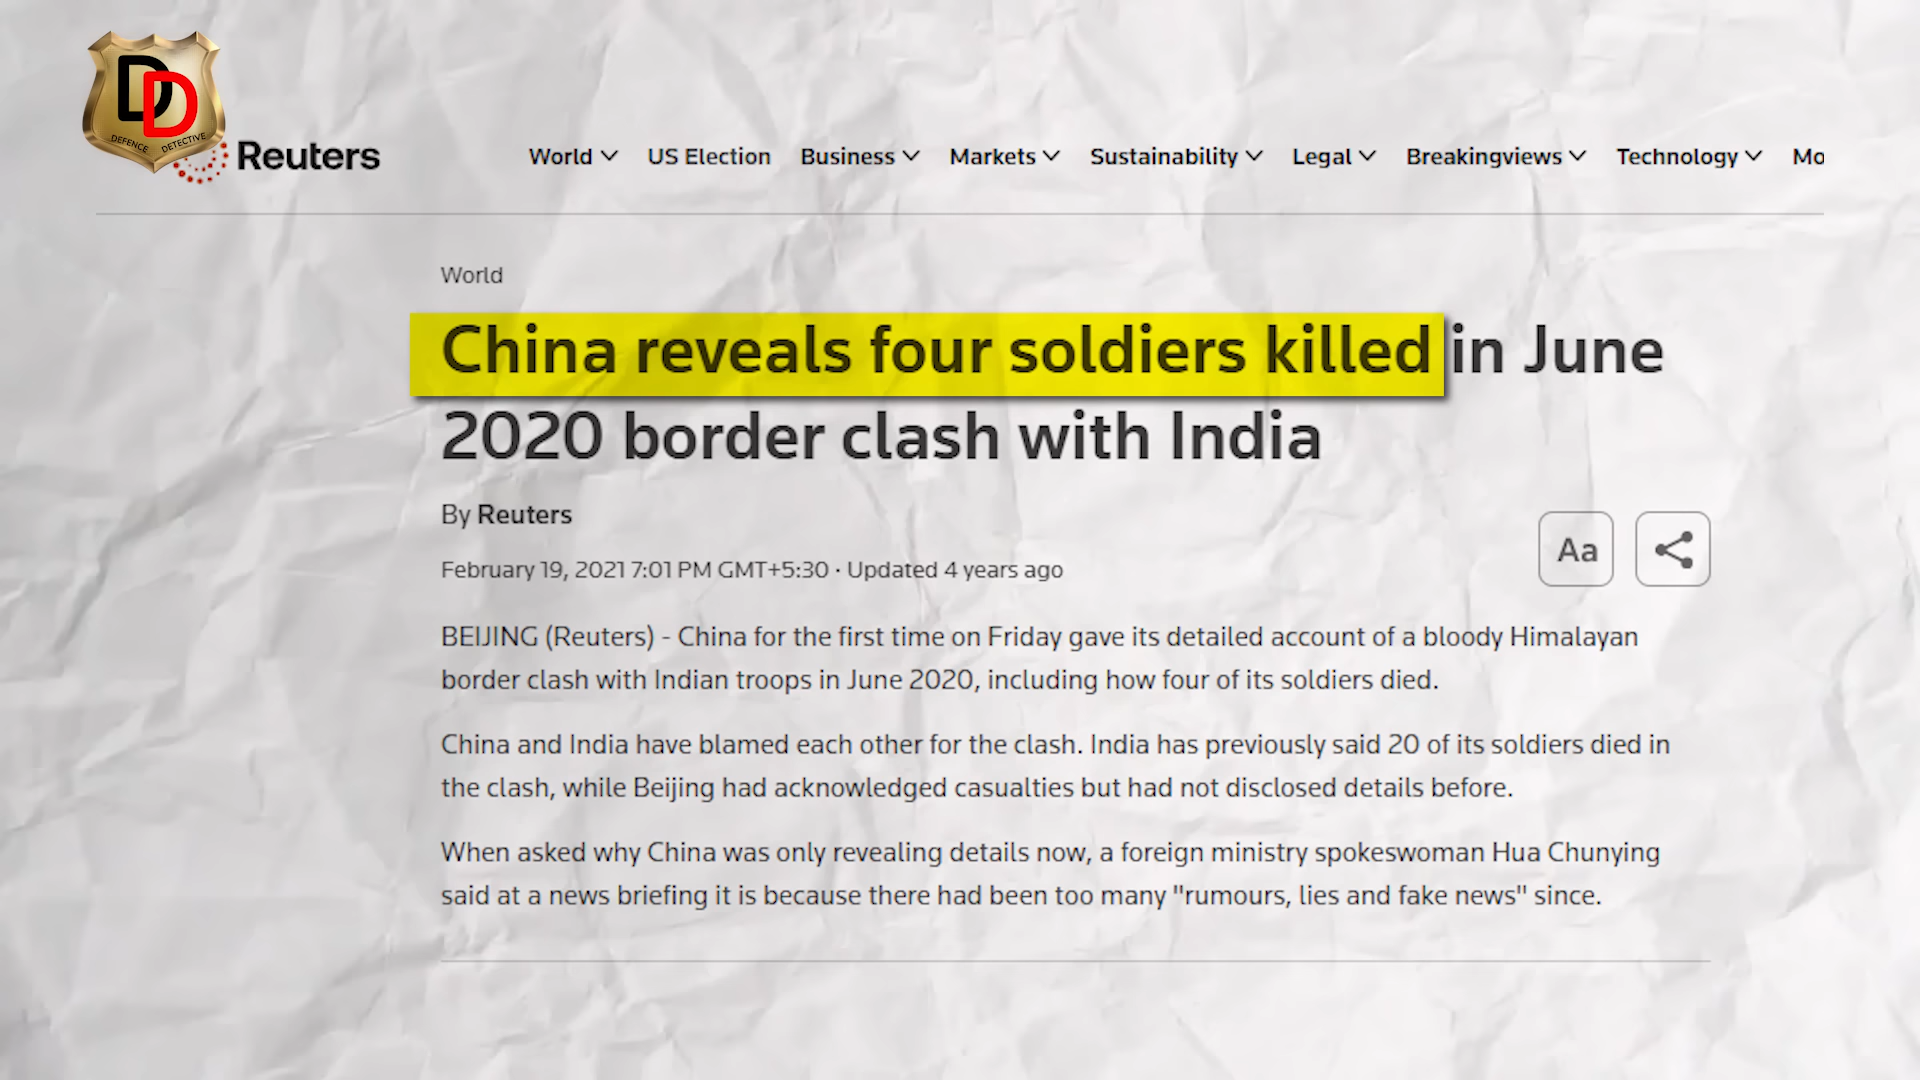 DD
DEFENCE DETECTIVE
Reuters
World US Election Business Markets Sustainability Legal Breakingviews Technology Mo
World
China reveals four soldiers killed in June
2020 border clash with India
By Reuters
Aa
February 19, 2021 7:01 PM GMT+5:30 · Updated 4 years ago
BEIJING (Reuters) - China for the first time on Friday gave its detailed account of a bloody Himalayan
border clash with Indian troops in June 2020, including how four of its soldiers died.
China and India have blamed each other for the clash. India has previously said 20 of its soldiers died in
the clash, while Beijing had acknowledged casualties but had not disclosed details before.
When asked why China was only revealing details now, a foreign ministry spokeswoman Hua Chunying
said at a news briefing it is because there had been too many "rumours, lies and fake news" since.